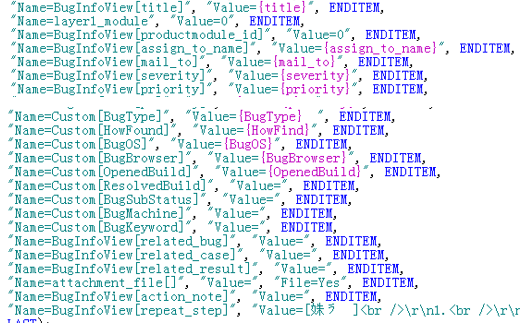 "Name=BugInfoView[title]", "Value={title}", ENDITEM,
"Name=layer1_module", "Value=0", ENDITEM,
"Name=BugInfoView[productmodule_id]", "Value=0", ENDITEM,
"Name=BugInfoView[assign_to_name]", "Value={assign_to_name}", ENDITEM,
"Name=BugInfoView[mail_to]", "Value={mail_to}", ENDITEM,
"Name=BugInfoView[severity]", "Value={severity}", ENDITEM,
"Name=BugInfoView[priority]", "Value={priority}", ENDITEM,
"Name=Custom[BugType]", "Value={BugType} ", ENDITEM,
"Name=Custom[HowFound]", "Value={HowFind}", ENDITEM,
"Name=Custom[BugOS]", "Value={BugOS}", ENDITEM,
"Name=Custom[BugBrowser]", "Value={BugBrowser}", ENDITEM,
"Name=Custom[OpenedBuild]", "Value={OpenedBuild}", ENDITEM,
"Name=Custom[ResolvedBuild]", "Value=", ENDITEM,
"Name=Custom[BugSubStatus]", "Value=", ENDITEM,
"Name=Custom[BugMachine]", "Value=", ENDITEM,
"Name=Custom[BugKeyword]", "Value=", ENDITEM,
"Name=BugInfoView[related_bug]", "Value=", ENDITEM,
"Name=BugInfoView[related_case]", "Value=", ENDITEM,
"Name=BugInfoView[related_result]", "Value=", ENDITEM,
"Name=attachment_file[]", "Value=", "File=Yes", ENDITEM,
"Name=BugInfoView[action_note]", "Value=", ENDITEM,
"Name=BugInfoView[repeat_step]", "Value=[ ]<br />\r\n1.<br />\r\n
LAST);